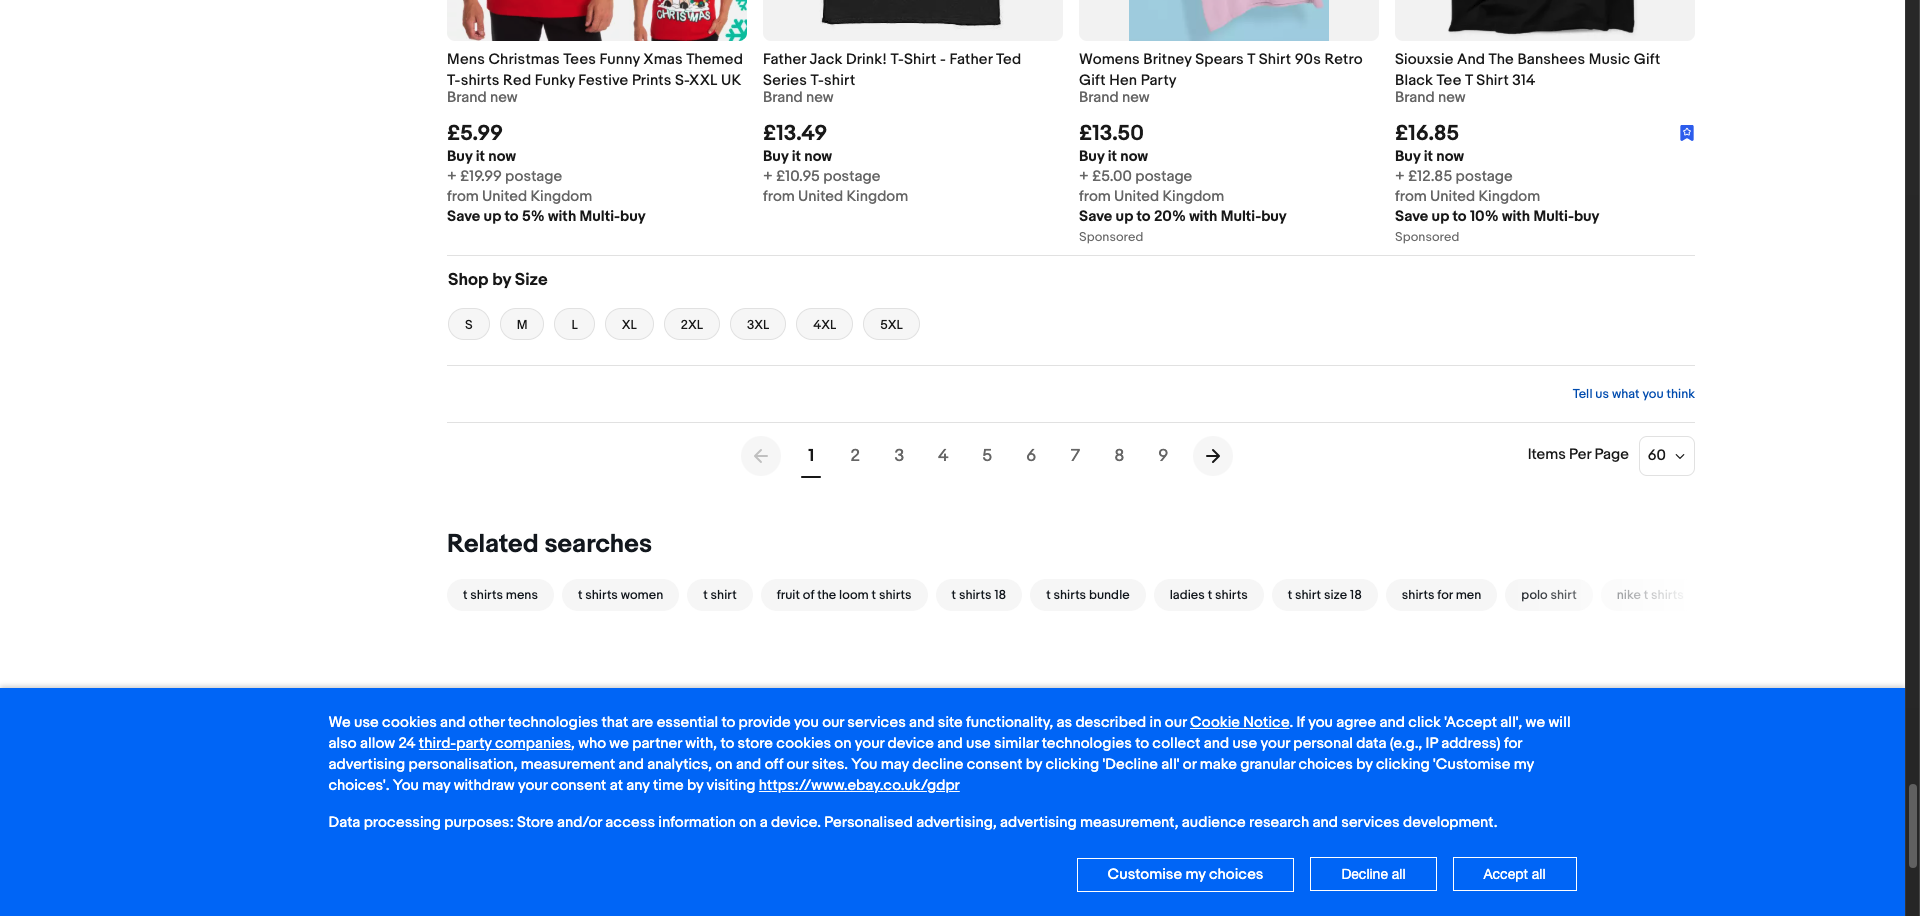 CHRISTMAS
Mens Christmas Tees Funny Xmas Themed
T-shirts Red Funky Festive Prints S-XXL UK
Brand new
£5.99
Buy it now
+ £19.99 postage
from United Kingdom
Save up to 5% with Multi-buy
Father Jack Drink! T-Shirt - Father Ted
Series T-shirt
Brand new
£13.49
Buy it now
+ £10.95 postage
from United Kingdom
Womens Britney Spears T Shirt 90s Retro
Gift Hen Party
Brand new
£13.50
Buy it now
+ £5.00 postage
from United Kingdom
Save up to 20% with Multi-buy
Sponsored
Siouxsie And The Banshees Music Gift
Black Tee T Shirt 314
Brand new
£16.85
Buy it now
+ £12.85 postage
from United Kingdom
Save up to 10% with Multi-buy
Sponsored
Shop by Size
S M L XL 2XL 3XL 4XL 5XL
Tell us what you think
1 2 3 4 5 6 7 8 9
Items Per Page 60
Related searches
t shirts mens t shirts women t shirt fruit of the loom t shirts t shirts 18 t shirts bundle ladies t shirts t shirt size 18 shirts for men polo shirt nike t shirts
We use cookies and other technologies that are essential to provide you our services and site functionality, as described in our Cookie Notice. If you agree and click 'Accept all', we will
also allow 24 third-party companies, who we partner with, to store cookies on your device and use similar technologies to collect and use your personal data (e.g., IP address) for
advertising personalisation, measurement and analytics, on and off our sites. You may decline consent by clicking 'Decline all' or make granular choices by clicking 'Customise my
choices'. You may withdraw your consent at any time by visiting https://www.ebay.co.uk/gdpr
Data processing purposes: Store and/or access information on a device. Personalised advertising, advertising measurement, audience research and services development.
Customise my choices Decline all Accept all